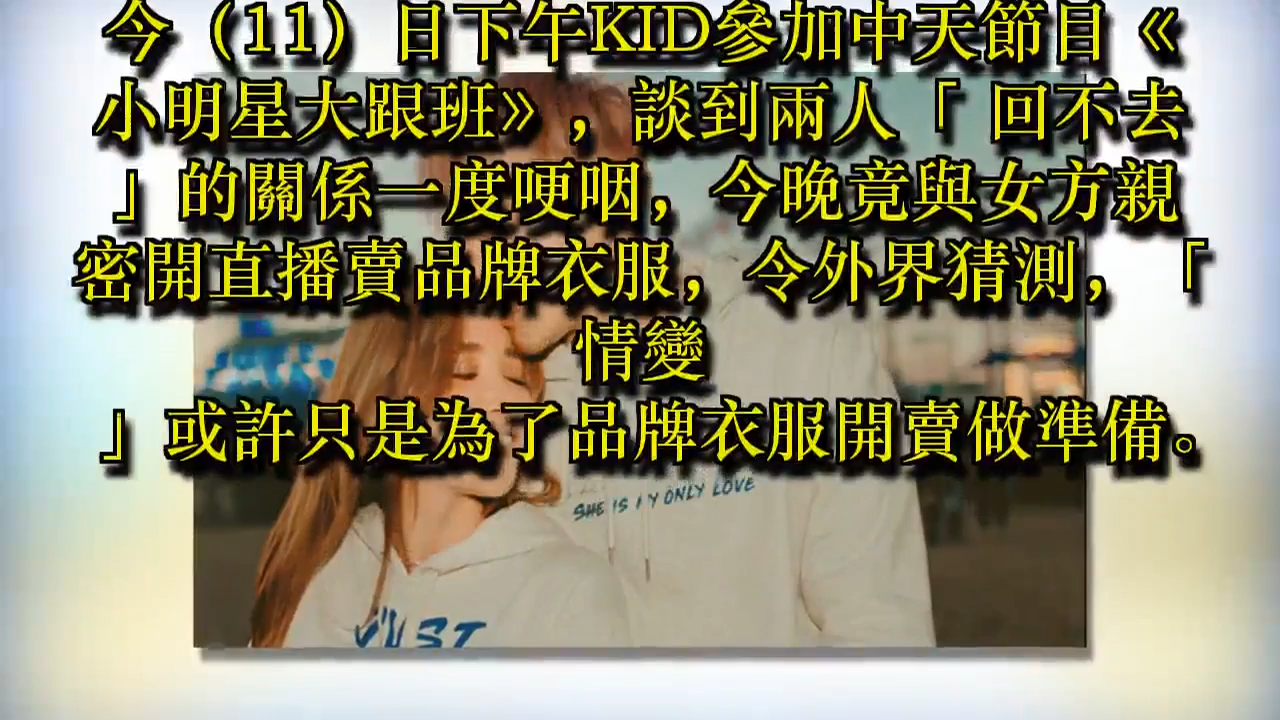 今（11）日下午KID參加中天節目《
小明星大跟班》，談到兩人「 回不去
」的關係一度哽咽，今晚竟與女方親
密開直播賣品牌衣服，令外界猜測，「
情變
」或許只是為了品牌衣服開賣做準備。
SHE IS MY ONLY LOVE